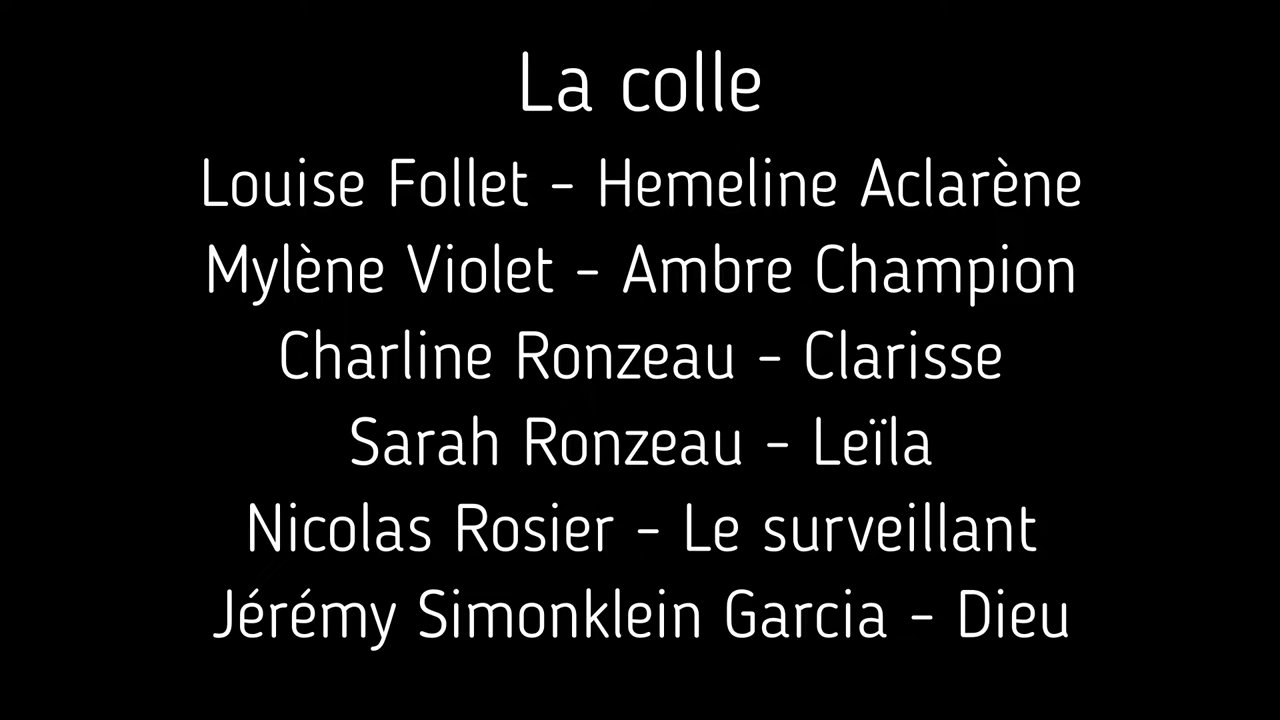 La colle
Louise Follet - Hemeline Aclarène
Mylène Violet - Ambre Champion
Charline Ronzeau - Clarisse
Sarah Ronzeau - Leïla
Nicolas Rosier - Le surveillant
Jérémy Simonklein Garcia - Dieu